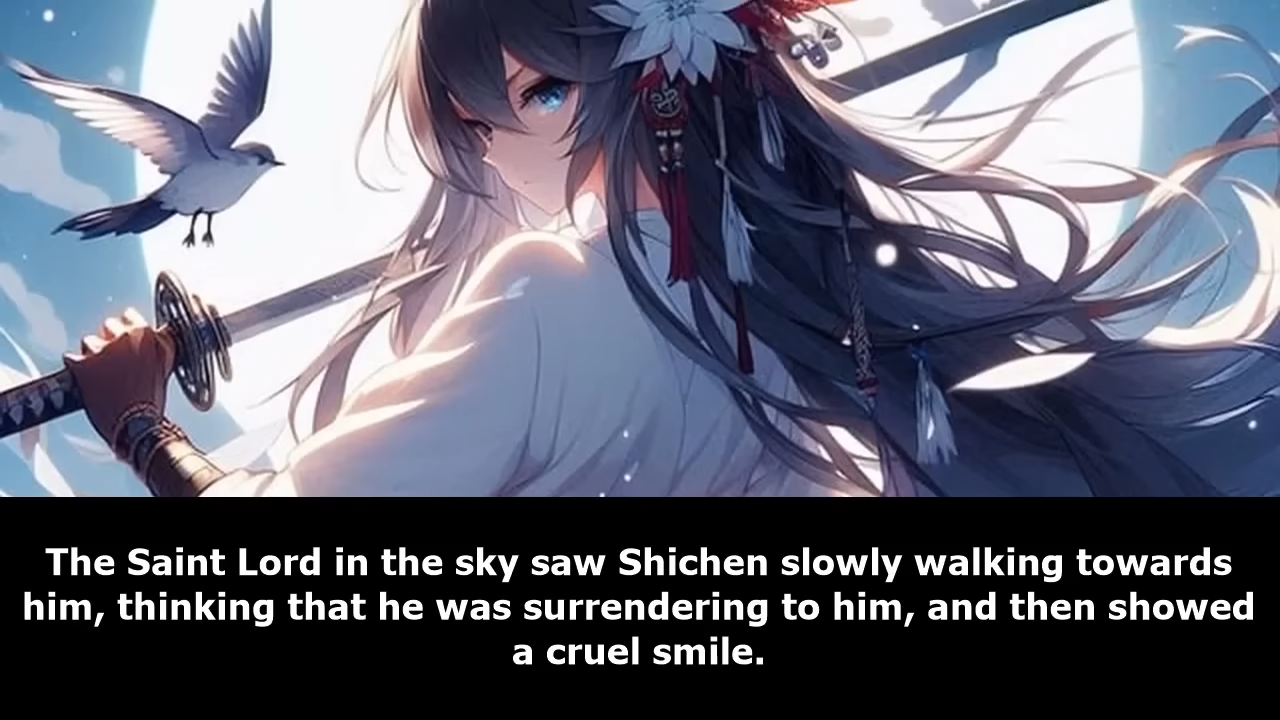 The Saint Lord in the sky saw Shichen slowly walking towards
him, thinking that he was surrendering to him, and then showed
a cruel smile.